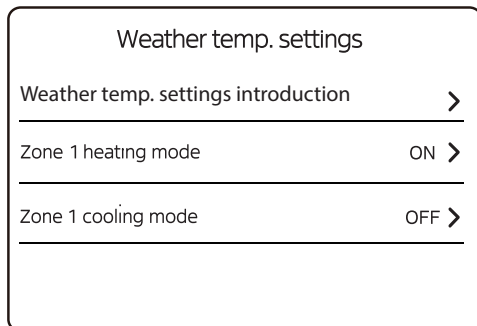 Weather temp. settings
Weather temp. settings introduction
Zone 1 heating mode ON
Zone 1 cooling mode OFF